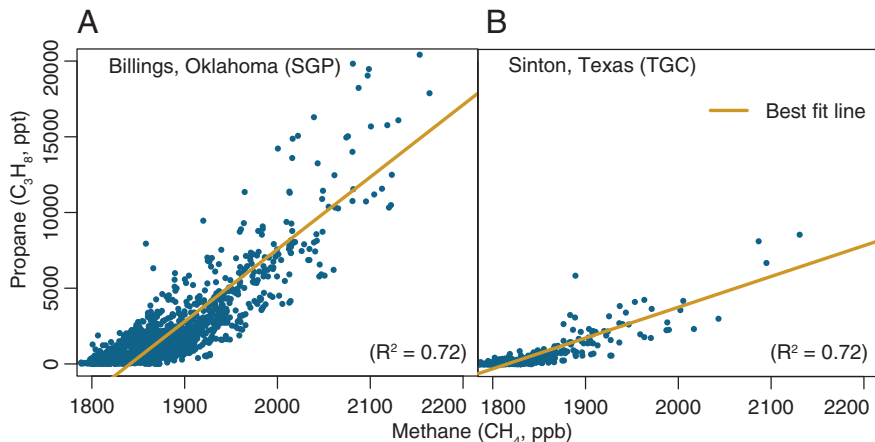 A
B
Billings, Oklahoma (SGP)
Sinton, Texas (TGC)
Best fit line
Propane (C₃H₈, ppt)
20000
15000
10000
5000
0
(R² = 0.72)
(R² = 0.72)
1800 1900 2000 2100 2200
1800 1900 2000 2100 2200
Methane (CH₄, ppb)